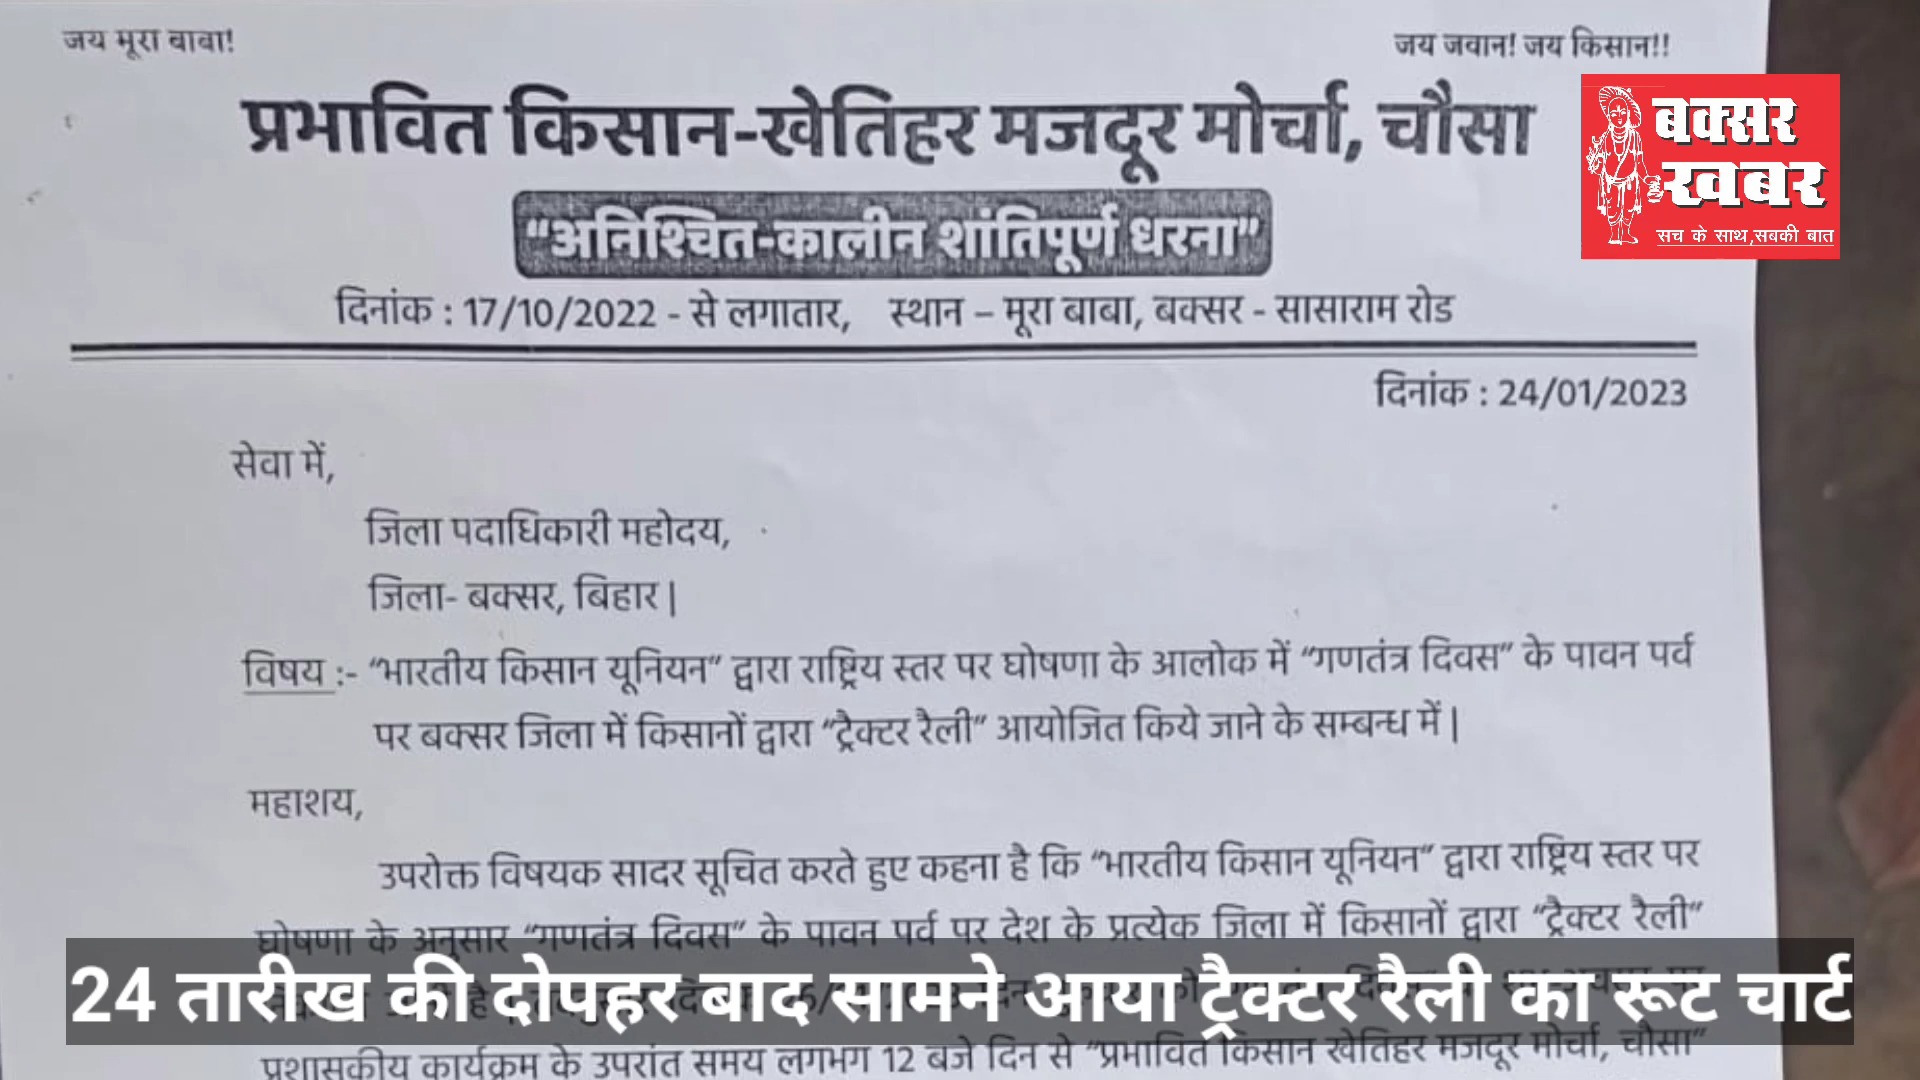 जय मूरा बाबा!
जय जवान! जय किसान!!
प्रभावित किसान-खेतिहर मजदूर मोर्चा, चौसा
बक्सर
खबर
सच के साथ,सबकी बात
“अनिश्चित-कालीन शांतिपूर्ण धरना”
दिनांक : 17/10/2022 - से लगातार, स्थान – मूरा बाबा, बक्सर - सासाराम रोड
दिनांक : 24/01/2023
सेवा में,
जिला पदाधिकारी महोदय,
जिला- बक्सर, बिहार |
विषय :- “भारतीय किसान यूनियन” द्वारा राष्ट्रिय स्तर पर घोषणा के आलोक में “गणतंत्र दिवस” के पावन पर्व
पर बक्सर जिला में किसानों द्वारा “ट्रैक्टर रैली” आयोजित किये जाने के सम्बन्ध में |
महाशय,
उपरोक्त विषयक सादर सूचित करते हुए कहना है कि “भारतीय किसान यूनियन” द्वारा राष्ट्रिय स्तर पर
घोषणा के अनुसार “गणतंत्र दिवस” के पावन पर्व पर देश के प्रत्येक जिला में किसानों द्वारा “ट्रैक्टर रैली”
24 तारीख की दोपहर बाद सामने आया ट्रैक्टर रैली का रूट चार्ट
प्रशासकीय कार्यक्रम के उपरांत समय लगभग 12 बजे दिन से “प्रभावित किसान खेतिहर मजदूर मोर्चा, चौसा”